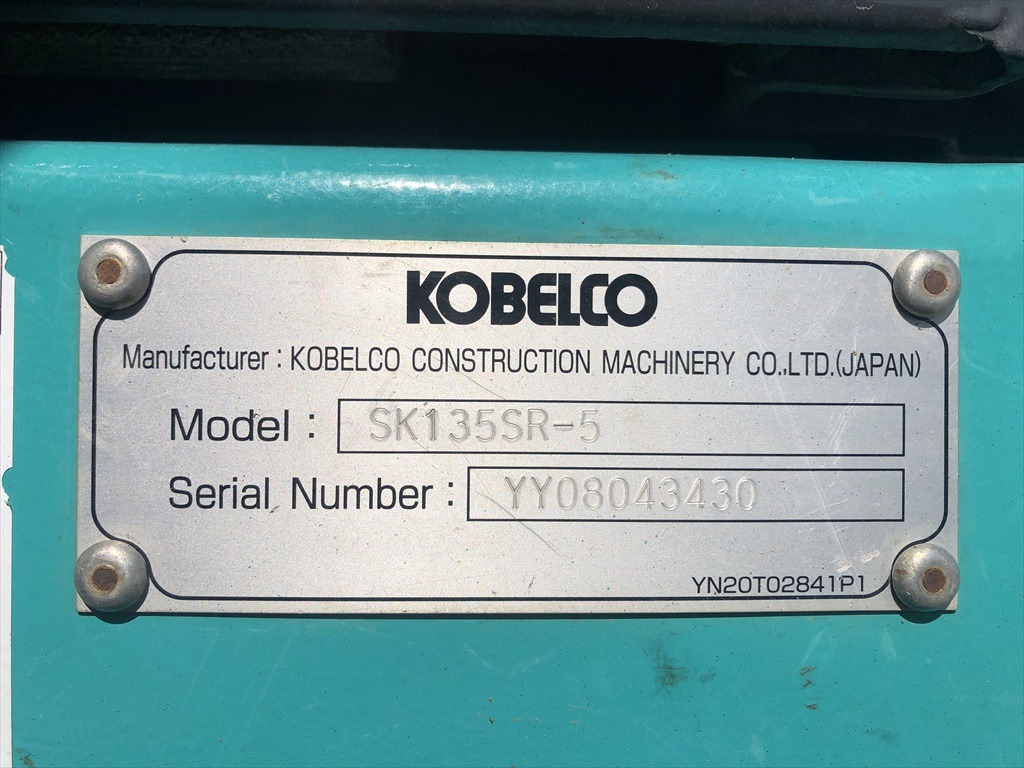 KOBELCO
Manufacturer : KOBELCO CONSTRUCTION MACHINERY CO.,LTD.(JAPAN)
Model : SK135SR-5
Serial Number : YY08043430
YN20T02841P1